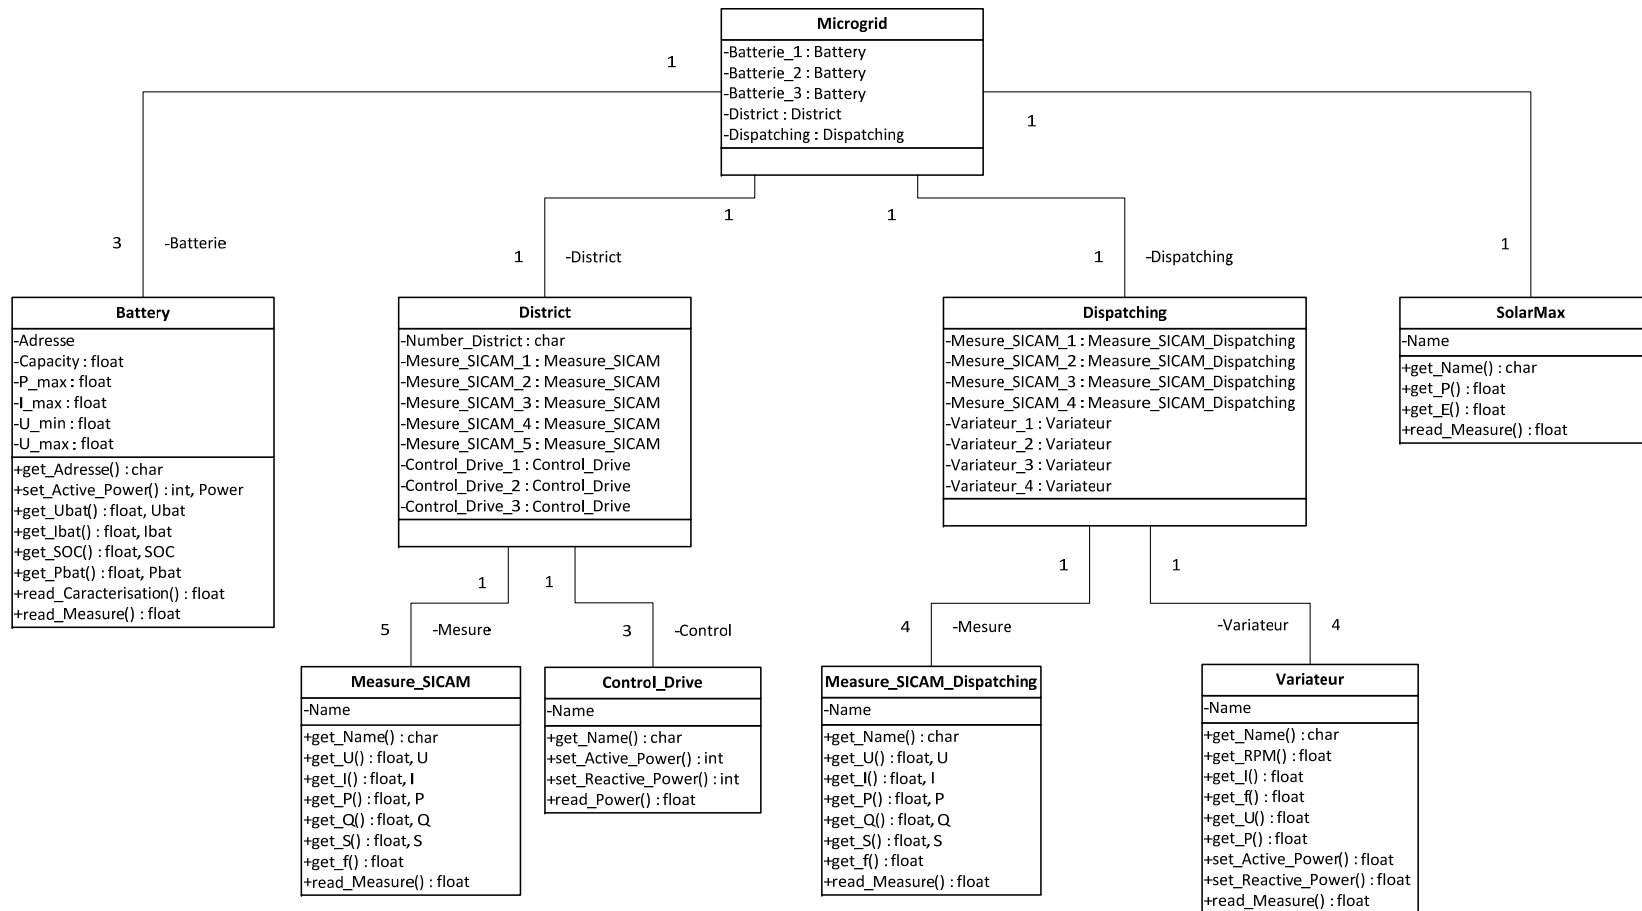 Microgrid
-Batterie_1 : Battery
-Batterie_2 : Battery
-Batterie_3 : Battery
-District : District
-Dispatching : Dispatching
1
1
1
1
3
-Batterie
1
-District
1
-Dispatching
1
Battery
-Adresse
-Capacity : float
-P_max : float
-I_max : float
-U_min : float
-U_max : float
+get_Adresse() : char
+set_Active_Power() : int, Power
+get_Ubat() : float, Ubat
+get_Ibat() : float, Ibat
+get_SOC() : float, SOC
+get_Pbat() : float, Pbat
+read_Caracterisation() : float
+read_Measure() : float
District
-Number_District : char
-Mesure_SICAM_1 : Measure_SICAM
-Mesure_SICAM_2 : Measure_SICAM
-Mesure_SICAM_3 : Measure_SICAM
-Mesure_SICAM_4 : Measure_SICAM
-Mesure_SICAM_5 : Measure_SICAM
-Control_Drive_1 : Control_Drive
-Control_Drive_2 : Control_Drive
-Control_Drive_3 : Control_Drive
Dispatching
-Mesure_SICAM_1 : Measure_SICAM_Dispatching
-Mesure_SICAM_2 : Measure_SICAM_Dispatching
-Mesure_SICAM_3 : Measure_SICAM_Dispatching
-Mesure_SICAM_4 : Measure_SICAM_Dispatching
-Variateur_1 : Variateur
-Variateur_2 : Variateur
-Variateur_3 : Variateur
-Variateur_4 : Variateur
SolarMax
-Name
+get_Name() : char
+get_P() : float
+get_E() : float
+read_Measure() : float
1
1
1
1
5
-Mesure
3
-Control
4
-Mesure
-Variateur
4
Measure_SICAM
-Name
+get_Name() : char
+get_U() : float, U
+get_I() : float, I
+get_P() : float, P
+get_Q() : float, Q
+get_S() : float, S
+get_f() : float
+read_Measure() : float
Control_Drive
-Name
+get_Name() : char
+set_Active_Power() : int
+set_Reactive_Power() : int
+read_Power() : float
Measure_SICAM_Dispatching
-Name
+get_Name() : char
+get_U() : float, U
+get_I() : float, I
+get_P() : float, P
+get_Q() : float, Q
+get_S() : float, S
+get_f() : float
+read_Measure() : float
Variateur
-Name
+get_Name() : char
+get_RPM() : float
+get_I() : float
+get_f() : float
+get_U() : float
+get_P() : float
+set_Active_Power() : float
+set_Reactive_Power() : float
+read_Measure() : float